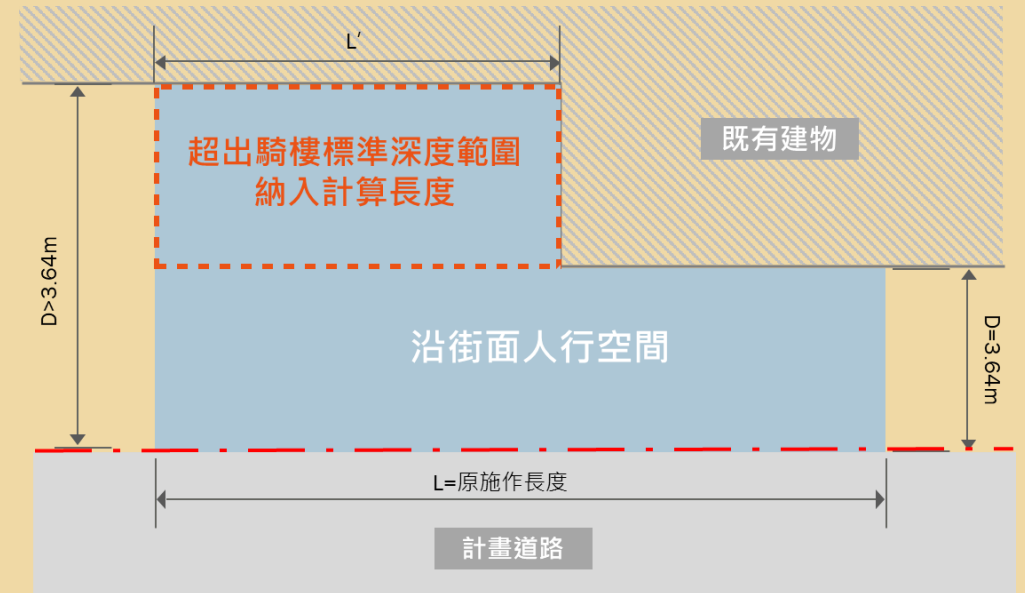 L′
超出騎樓標準深度範圍
納入計算長度
既有建物
D>3.64m
沿街面人行空間
D=3.64m
L=原施作長度
計畫道路